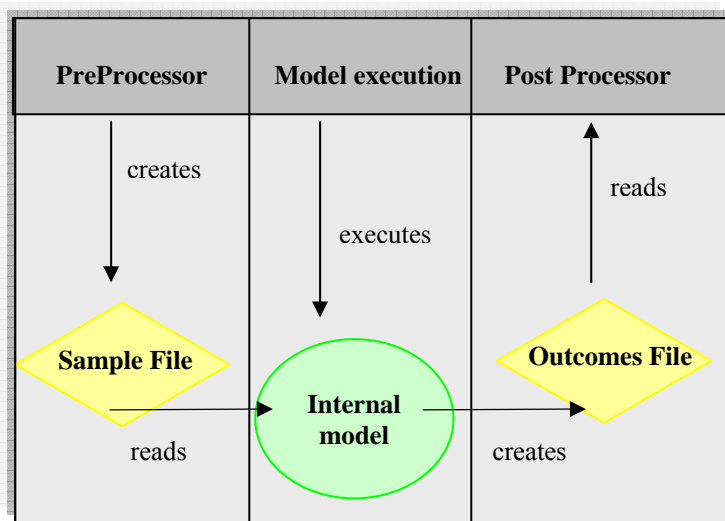 PreProcessor
Model execution
Post Processor
creates
reads
executes
Sample File
Outcomes File
Internal
model
reads
creates